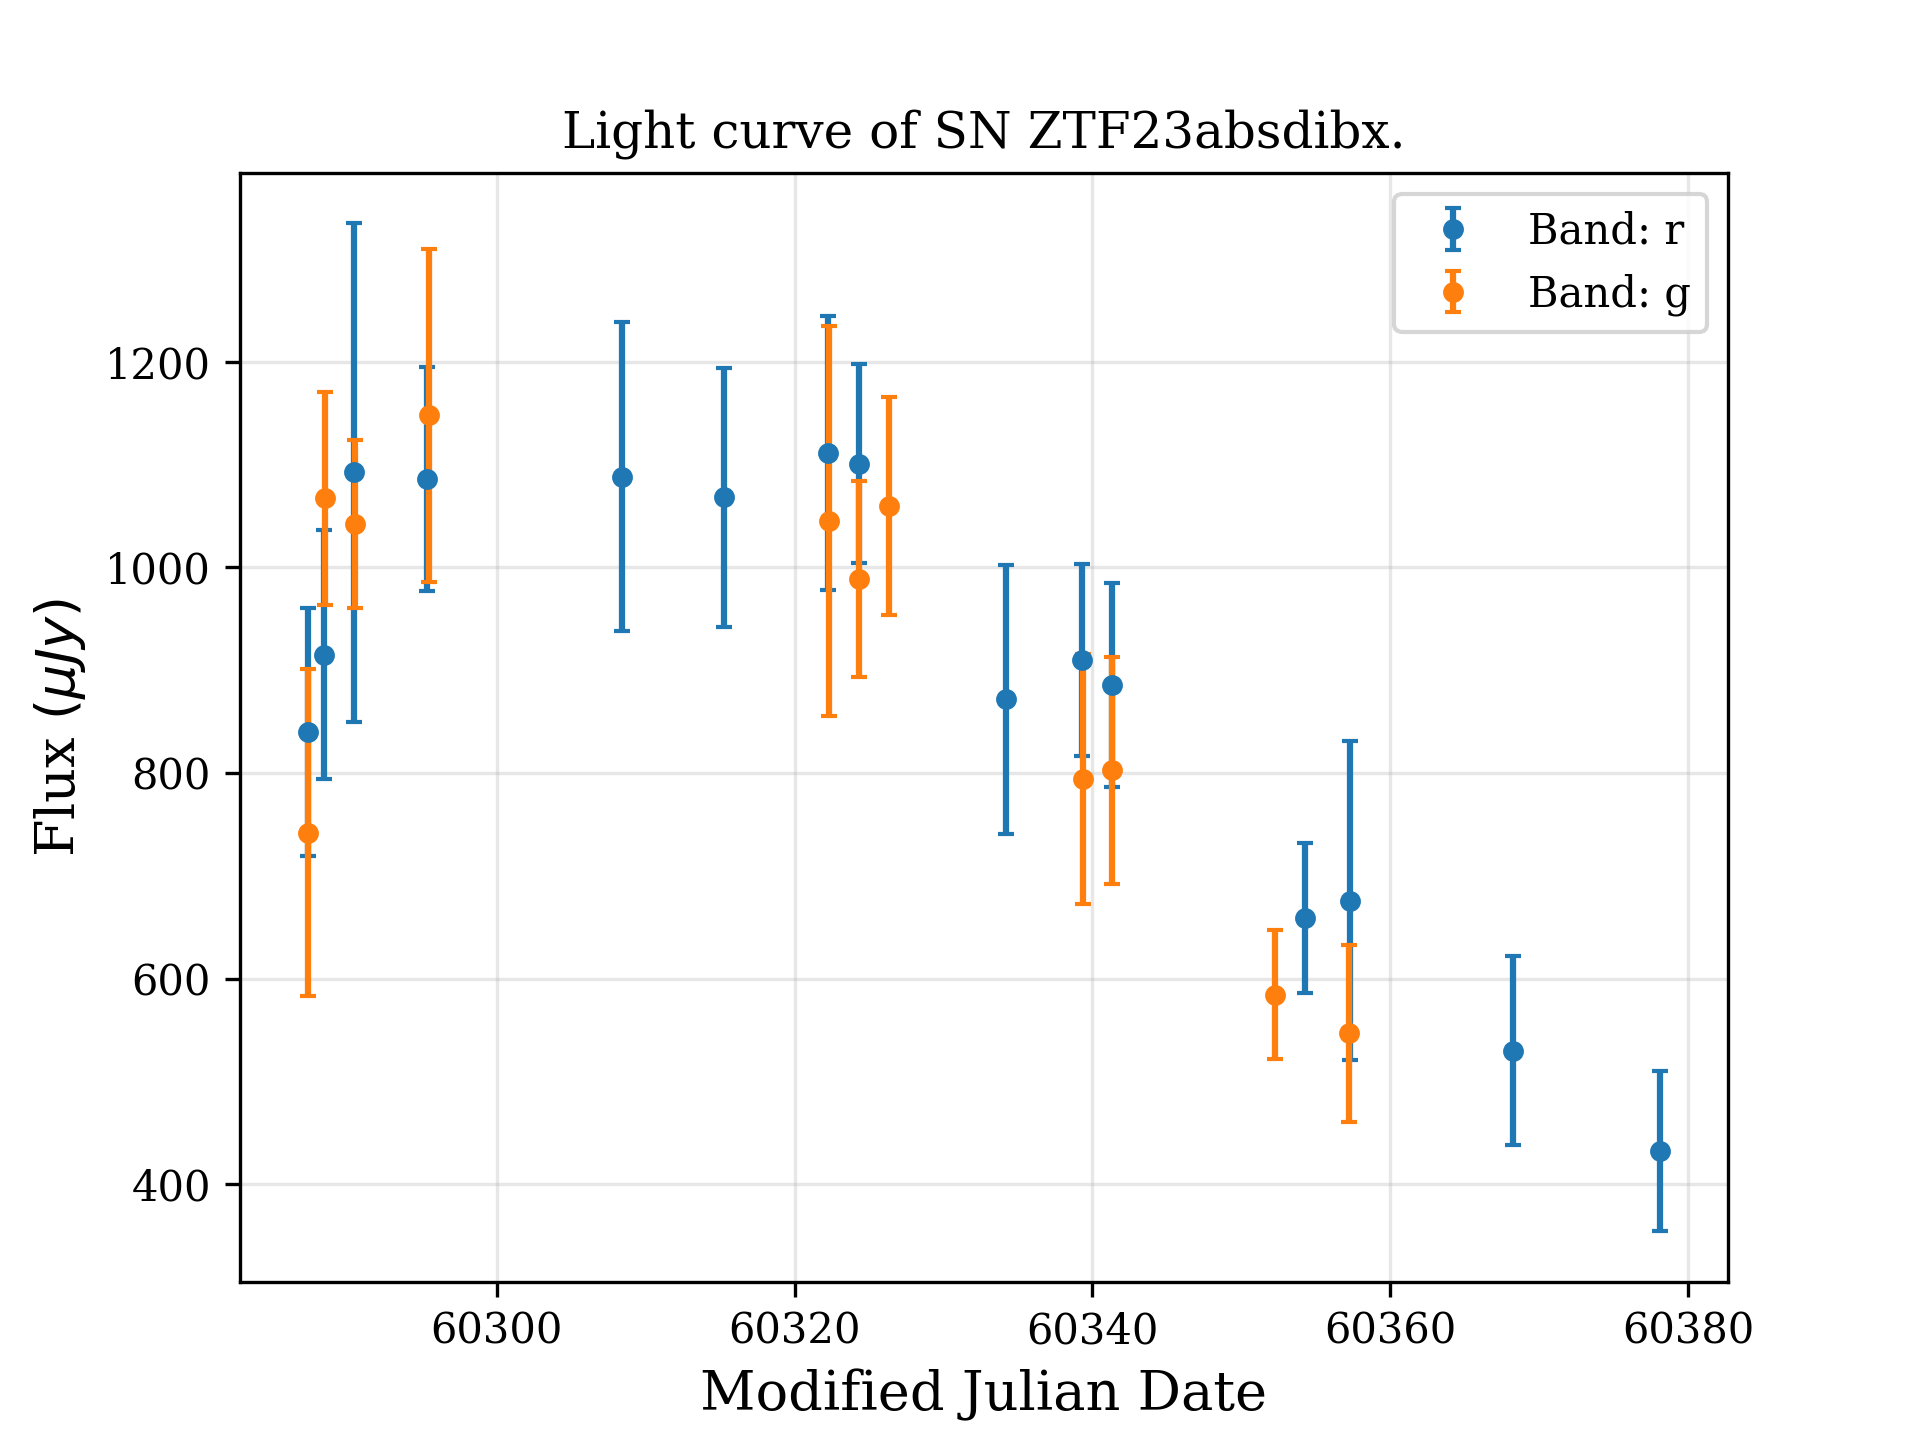 Light curve of SN ZTF23absdibx.
Band: r
Band: g
1200
1000
800
600
400
Flux (μJy)
60300 60320 60340 60360 60380
Modified Julian Date